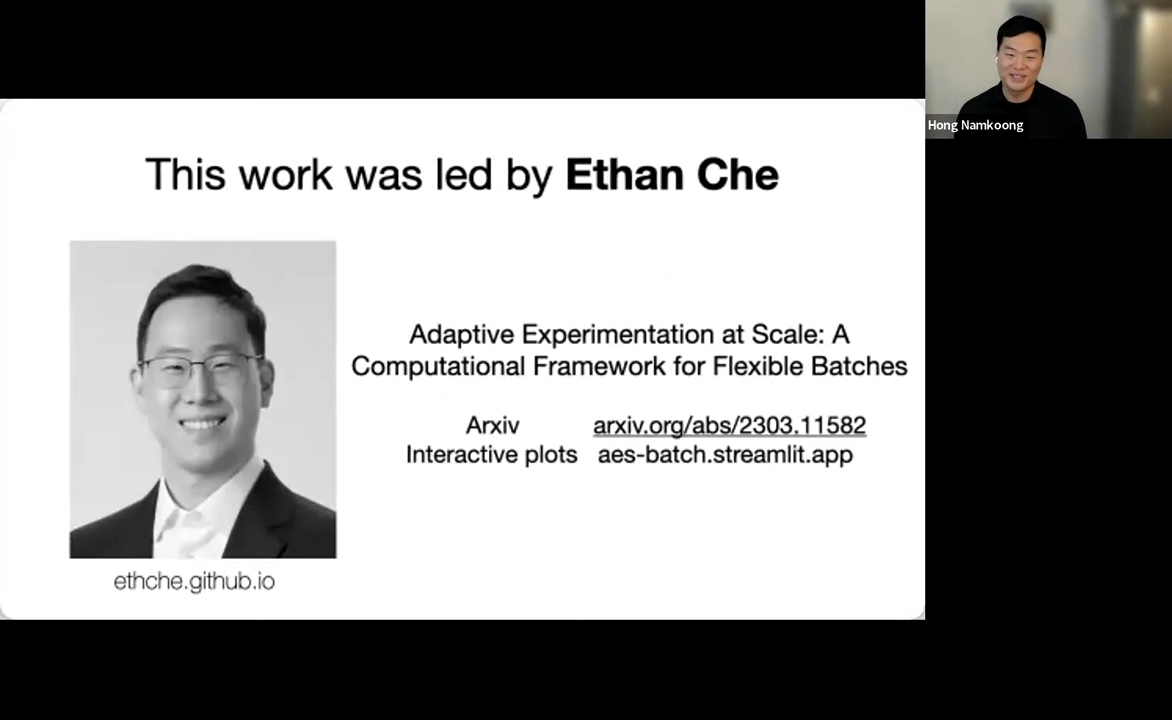 This work was led by Ethan Che
Adaptive Experimentation at Scale: A
Computational Framework for Flexible Batches
Arxiv arxiv.org/abs/2303.11582
Interactive plots aes-batch.streamlit.app
ethche.github.io
Hong Namkoong